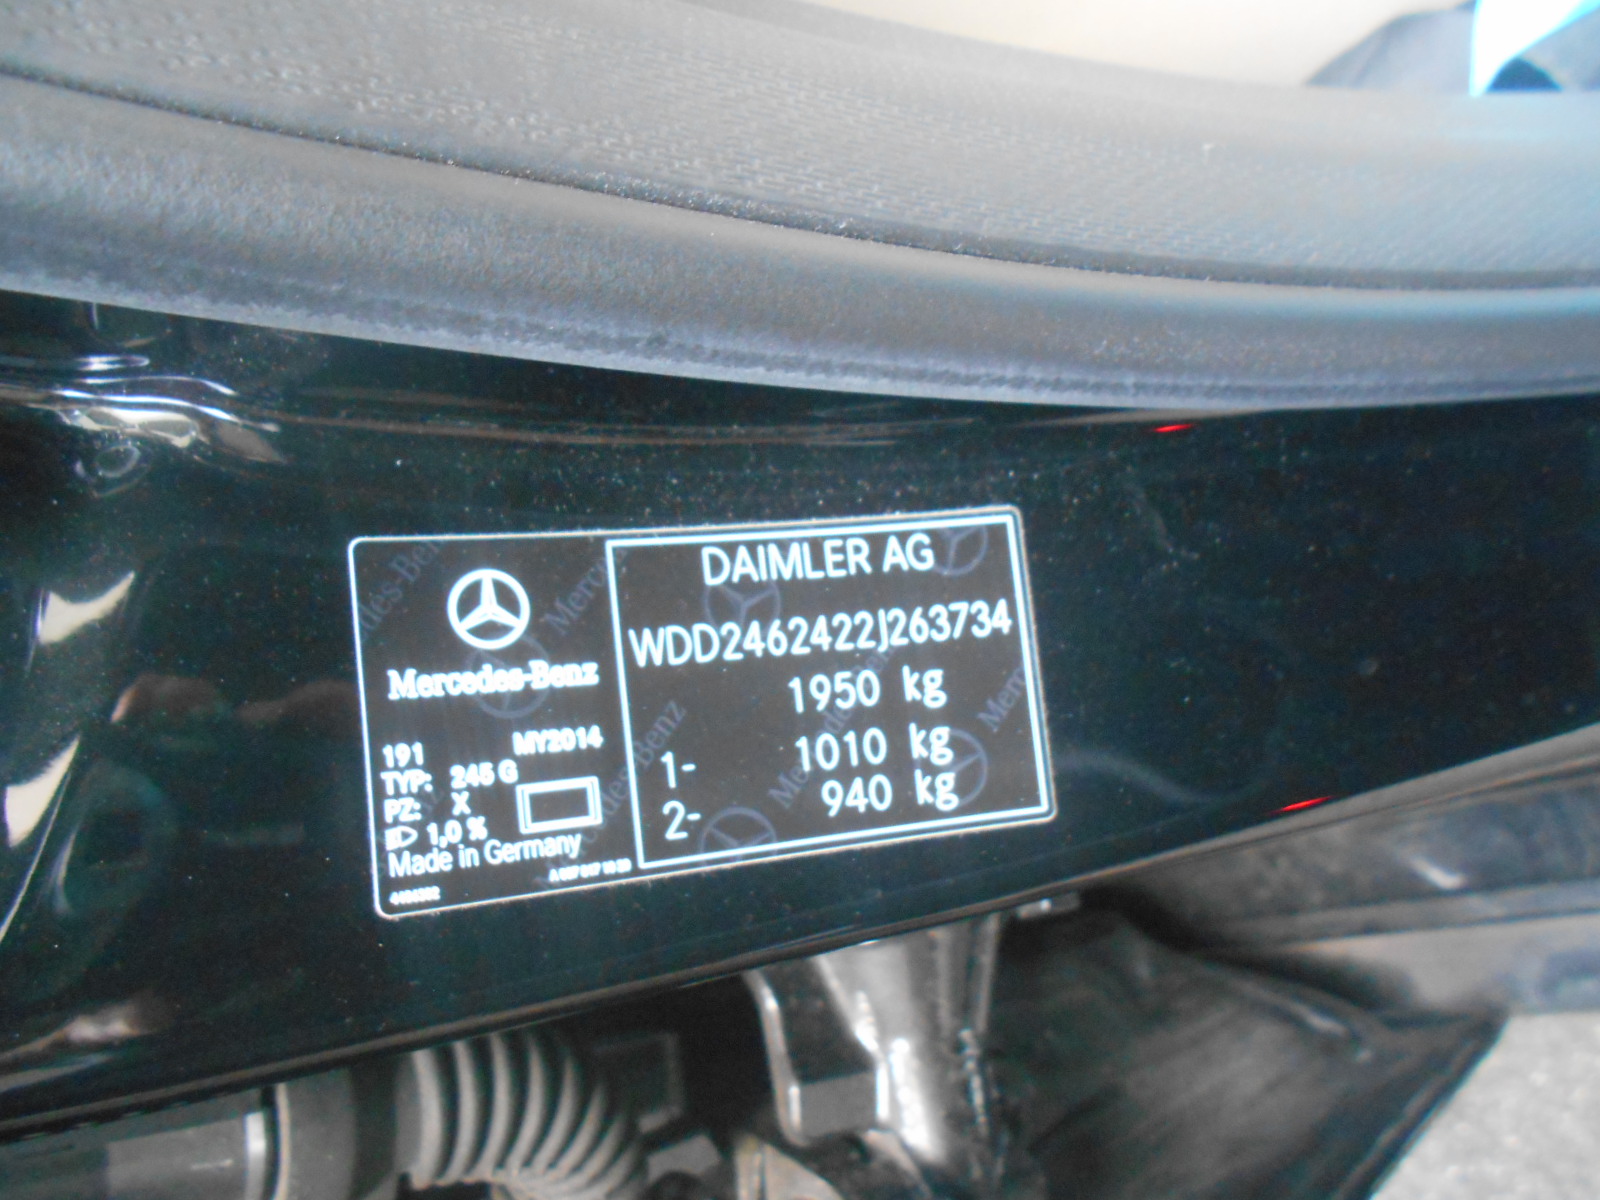 Mercedes-Benz
191 MY2014
TYP: 245 G
PZ: X
1,0 %
Made in Germany
DAIMLER AG
WDD2462422J263734
1950 kg
1- 1010 kg
2- 940 kg